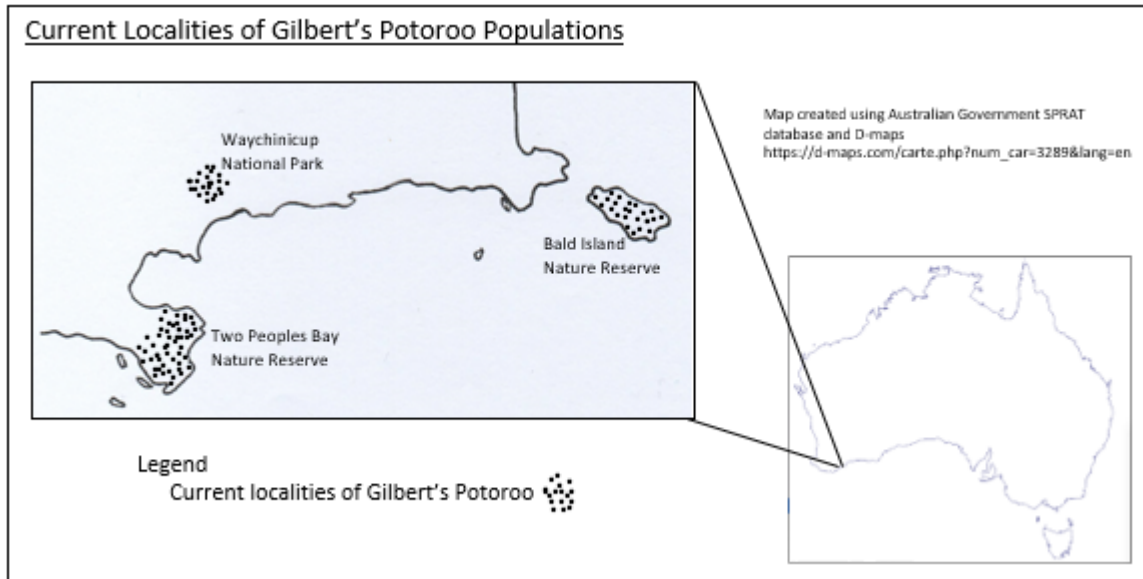 Current Localities of Gilbert's Potoroo Populations
Map created using Australian Government SPRAT
database and D-maps
https://d-maps.com/carte.php?num_car=3289&lang=en
Waychinicup
National Park
Bald Island
Nature Reserve
Two Peoples Bay
Nature Reserve
Legend
Current localities of Gilbert's Potoroo